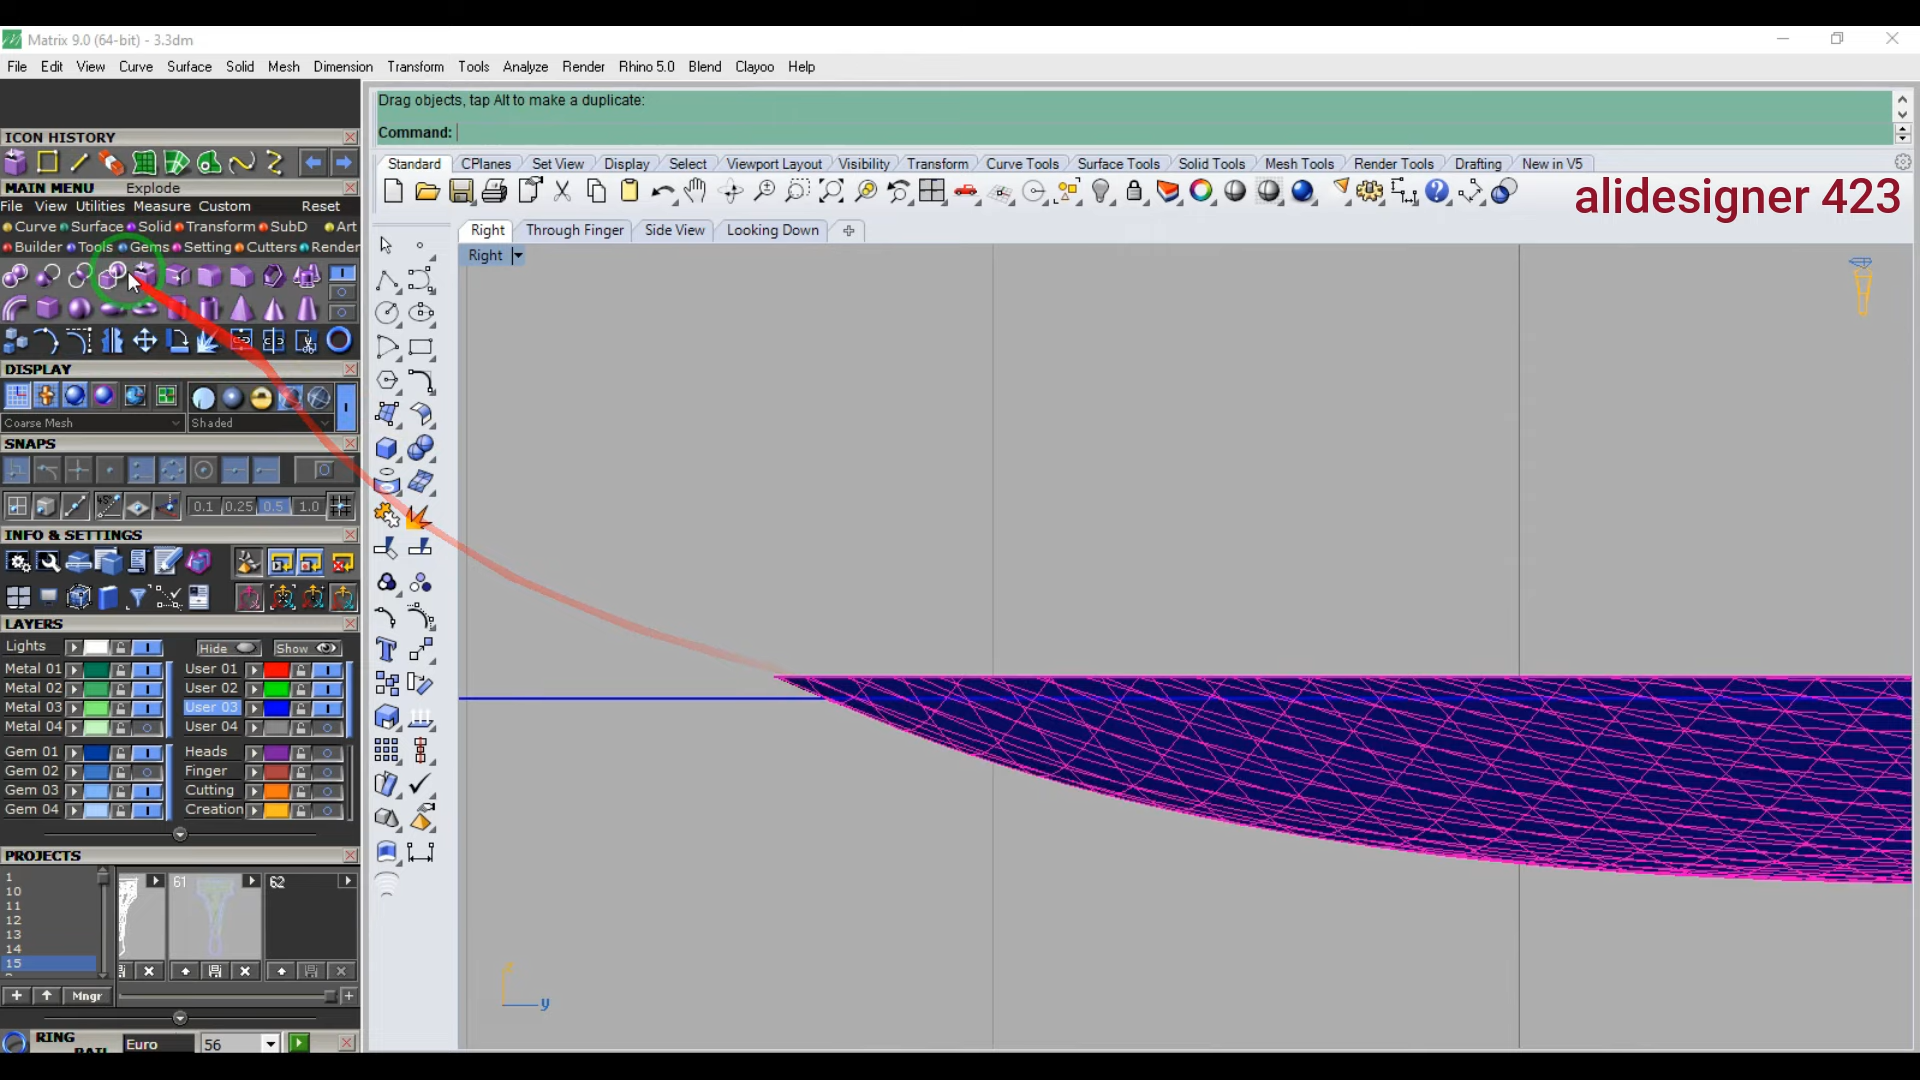 Matrix 9.0 (64-bit) - 3.3dm
File Edit View Curve Surface Solid Mesh Dimension Transform Tools Analyze Render Rhino 5.0 Blend Clayoo Help
Drag objects, tap Alt to make a duplicate:
Command:
ICON HISTORY
MAIN MENU Explode
File View Utilities Measure Custom Reset
Curve Surface Solid Transform SubD Art
Builder Tools Gems Setting Cutters Render
Standard CPlanes Set View Display Select Viewport Layout Visibility Transform Curve Tools Surface Tools Solid Tools Mesh Tools Render Tools Drafting New in V5
alidesigner 423
Right Through Finger Side View Looking Down
Right
DISPLAY
Coarse Mesh Shaded
SNAPS
45°
0.1 0.25 0.5 1.0
INFO & SETTINGS
LAYERS
Lights Hide Show
Metal 01 User 01
Metal 02 User 02
Metal 03 User 03
Metal 04 User 04
Gem 01 Heads
Gem 02 Finger
Gem 03 Cutting
Gem 04 Creation
PROJECTS
1
10
11
12
13
14
15
61
62
Mngr
RING
Euro 56
y